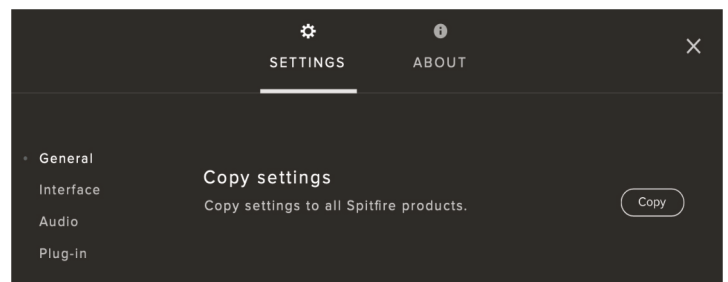 SETTINGS
ABOUT
General
Interface
Audio
Plug-in
Copy settings
Copy settings to all Spitfire products.
Copy